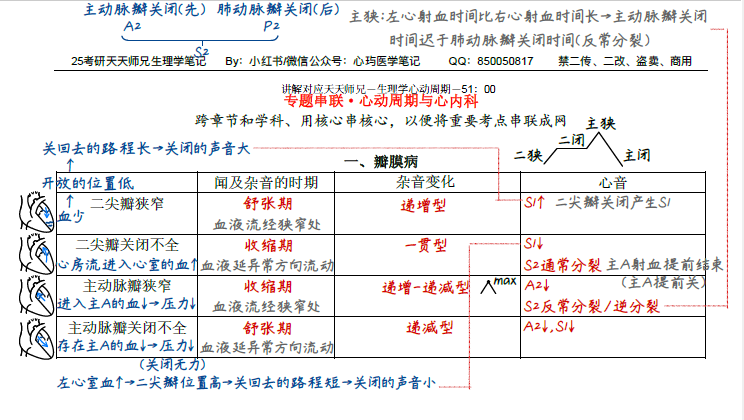 主动脉瓣关闭(先) 肺动脉瓣关闭(后)
A2 P2
S2
主狭:左心射血时间比右心射血时间长→主动脉瓣关闭
时间迟于肺动脉瓣关闭时间(反常分裂)
25考研天天师兄生理学笔记 By: 小红书/微信公众号: 心玙医学笔记 QQ: 850050817 禁二传、二改、盗卖、商用
讲解对应天天师兄－生理学心动周期－51：00
专题串联·心动周期与心内科
跨章节和学科、用核心串核心，以便将重要考点串联成网
主狭
二闭
二狭 主闭
关回去的路程长→关闭的声音大
↑
开放的位置低
一、瓣膜病
闻及杂音的时期 杂音变化 心音
↑
血少
二尖瓣狭窄 舒张期 递增型 S1↑ 二尖瓣关闭产生S1
血液流经狭窄处
二尖瓣关闭不全 收缩期 一贯型 S1↓
心房流进入心室的血↑ 血液延异常方向流动 S2通常分裂 主A射血提前结束
(主A提前关)
主动脉瓣狭窄 收缩期 递增-递减型 max A2↓
进入主A的血↓→压力↓ 血液流经狭窄处 S2反常分裂/逆分裂
主动脉瓣关闭不全 舒张期 递减型 A2↓,S1↓
存在主A的血↓→压力↓ 血液延异常方向流动
(关闭无力)
左心室血↑→二尖瓣位置高→关回去的路程短→关闭的声音小